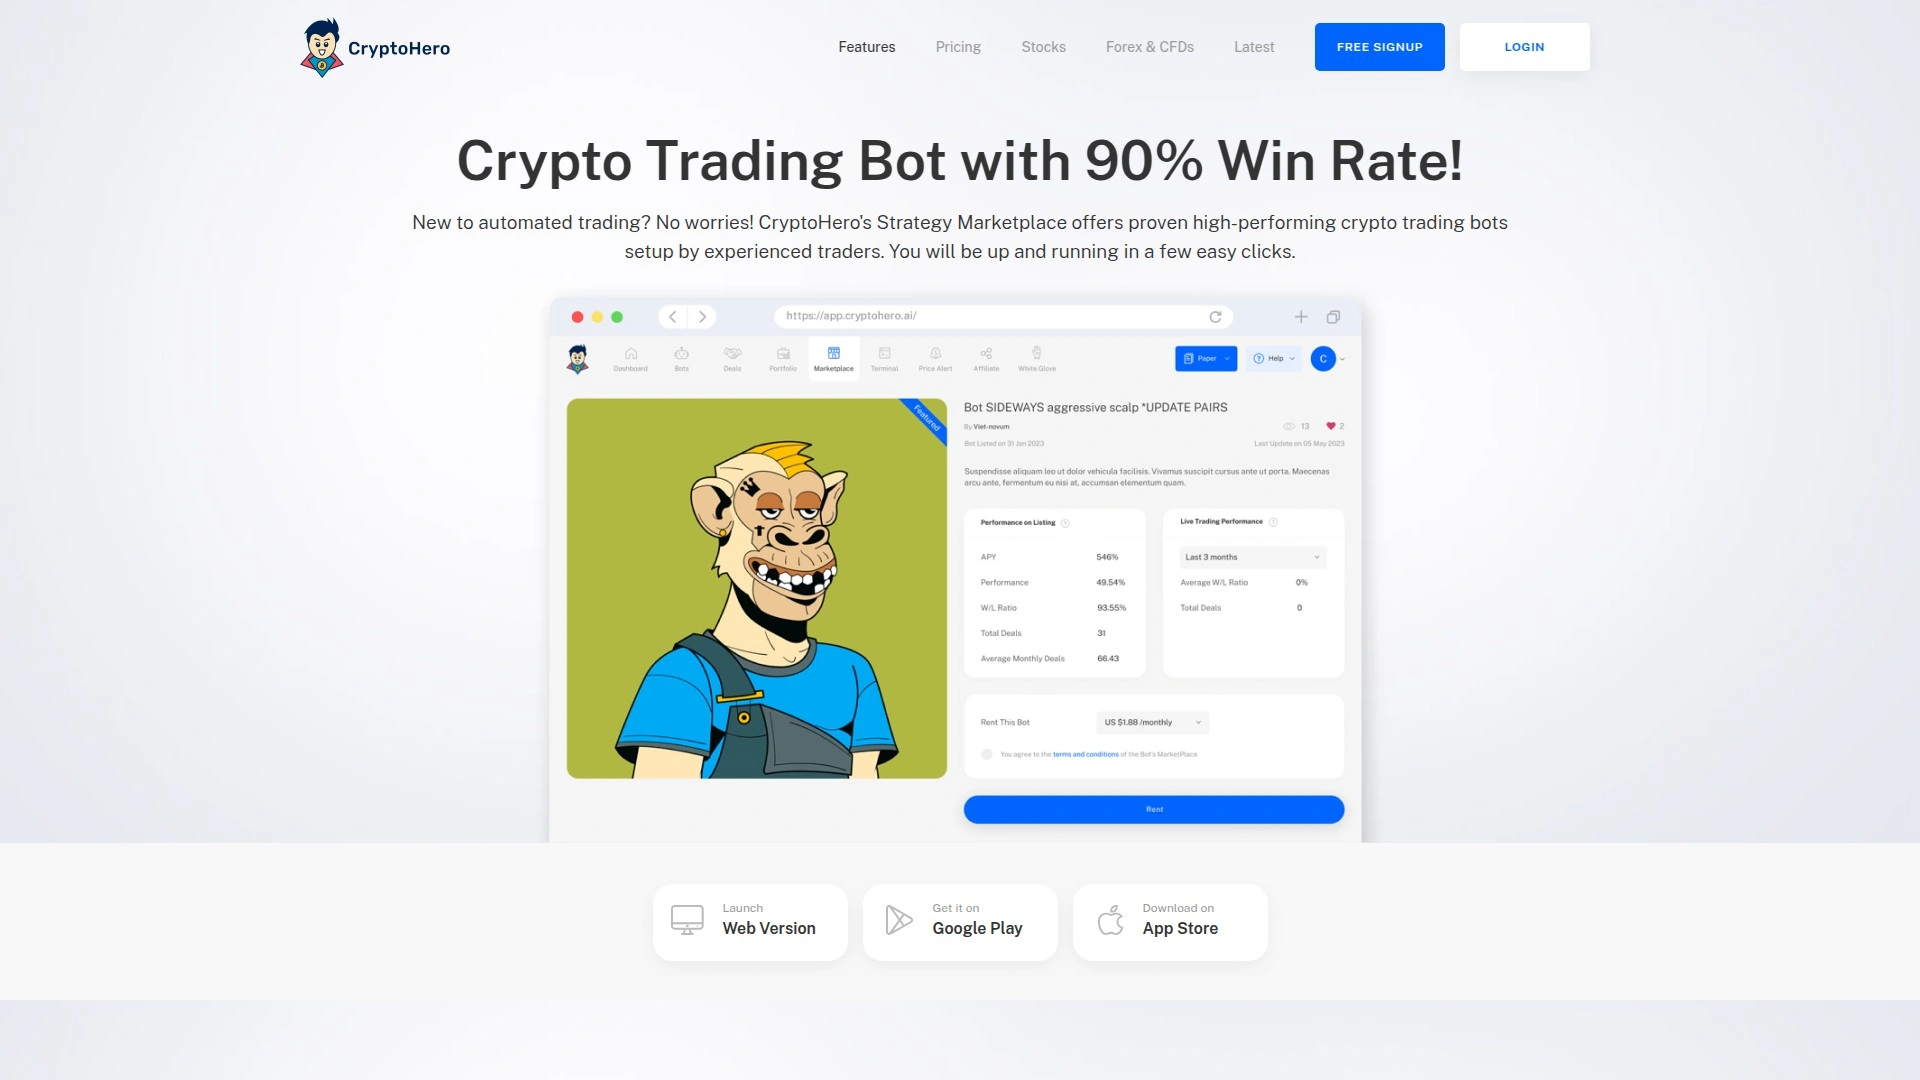 CryptoHero
Features
Pricing
Stocks
Forex & CFDs
Latest
FREE SIGNUP
LOGIN
Crypto Trading Bot with 90% Win Rate!
New to automated trading? No worries! CryptoHero's Strategy Marketplace offers proven high-performing crypto trading bots
setup by experienced traders. You will be up and running in a few easy clicks.
https://app.cryptohero.ai/
Dashboard
Bots
Deals
Portfolio
Marketplace
Terminal
Price Alert
Affiliate
White Glove
Paper
Help
C
Featured
Bot SIDEWAYS aggressive scalp *UPDATE PAIRS
By Viet-novum
13
2
Bot Listed on 31 Jan 2023
Last Update on 05 May 2023
Suspendisse aliquam leo ut dolor vehicula facilisis. Vivamus suscipit cursus ante ut porta. Maecenas
arcu ante, fermentum eu nisi at, accumsan elementum quam.
Performance on Listing
APY 546%
Performance 49.54%
W/L Ratio 93.55%
Total Deals 31
Average Monthly Deals 66.43
Live Trading Performance
Last 3 months
Average W/L Ratio 0%
Total Deals 0
Rent This Bot
US $1.88 /monthly
You agree to the terms and conditions of the Bot's MarketPlace
Rent
Launch
Web Version
Get it on
Google Play
Download on
App Store